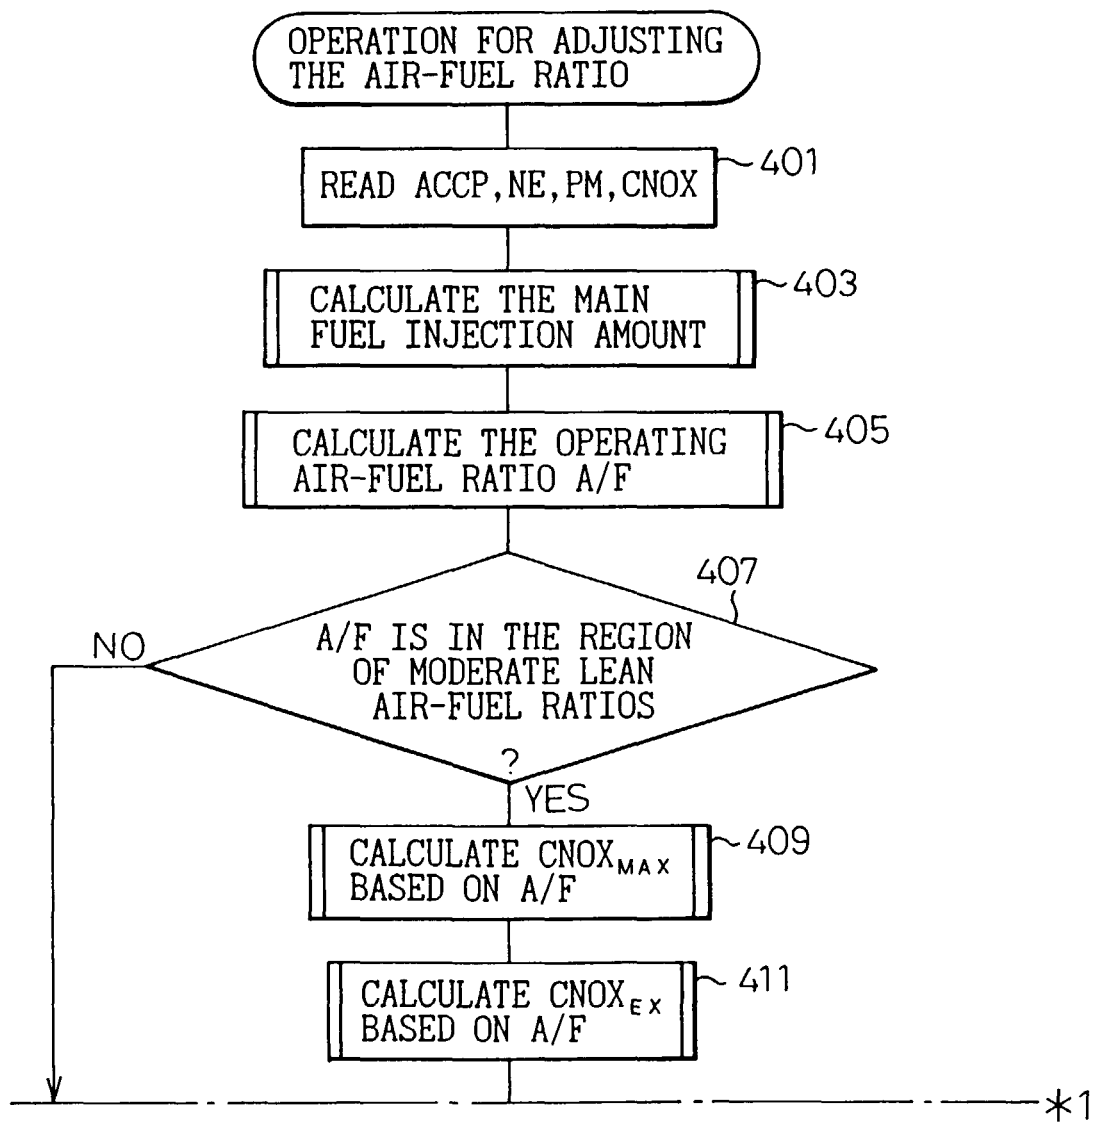 OPERATION FOR ADJUSTING
THE AIR-FUEL RATIO
401
READ ACCP,NE,PM,CNOX
403
CALCULATE THE MAIN
FUEL INJECTION AMOUNT
405
CALCULATE THE OPERATING
AIR-FUEL RATIO A/F
407
NO
A/F IS IN THE REGION
OF MODERATE LEAN
AIR-FUEL RATIOS
?
YES
409
CALCULATE CNOXMAX
BASED ON A/F
411
CALCULATE CNOXEX
BASED ON A/F
*1